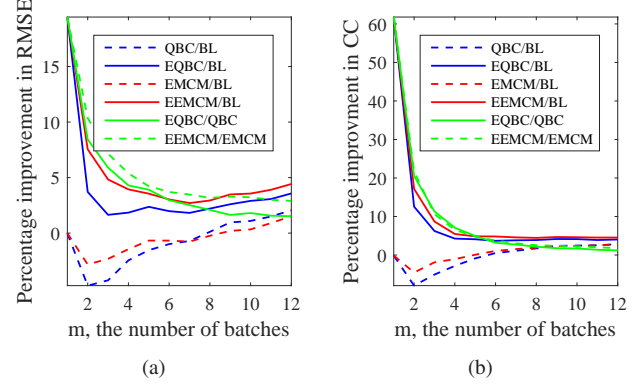 Percentage improvement in RMSE
15
10
5
0
QBC/BL
EQBC/BL
EMCM/BL
EEMCM/BL
EQBC/QBC
EEMCM/EMCM
2 4 6 8 10 12
m, the number of batches
(a)
Percentage improvment in CC
60
50
40
30
20
10
0
QBC/BL
EQBC/BL
EMCM/BL
EEMCM/BL
EQBC/QBC
EEMCM/EMCM
2 4 6 8 10 12
m, the number of batches
(b)